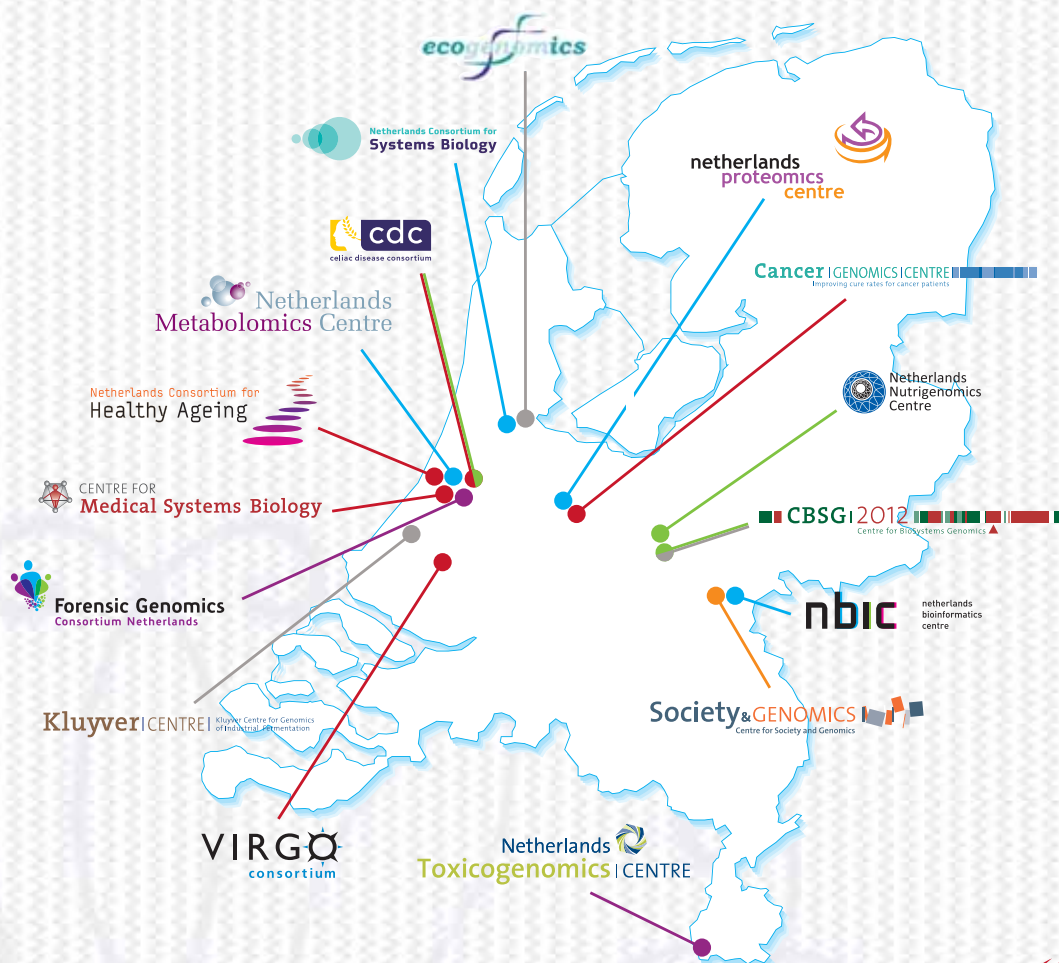 ecogenomics
Netherlands Consortium for
Systems Biology
netherlands
proteomics
centre
cdc
celiac disease consortium
Cancer | GENOMICS | CENTRE
Improving cure rates for cancer patients
Netherlands
Metabolomics Centre
Netherlands
Nutrigenomics
Centre
Netherlands Consortium for
Healthy Ageing
CENTRE FOR
Medical Systems Biology
CBSG | 2012
Centre for BioSystems Genomics
Forensic Genomics
Consortium Netherlands
nbic
netherlands
bioinformatics
centre
Kluyver | CENTRE |
Kluyver Centre for Genomics
of Industrial Fermentation
Society & GENOMICS
Centre for Society and Genomics
VIRGO
consortium
Netherlands
Toxicogenomics | CENTRE